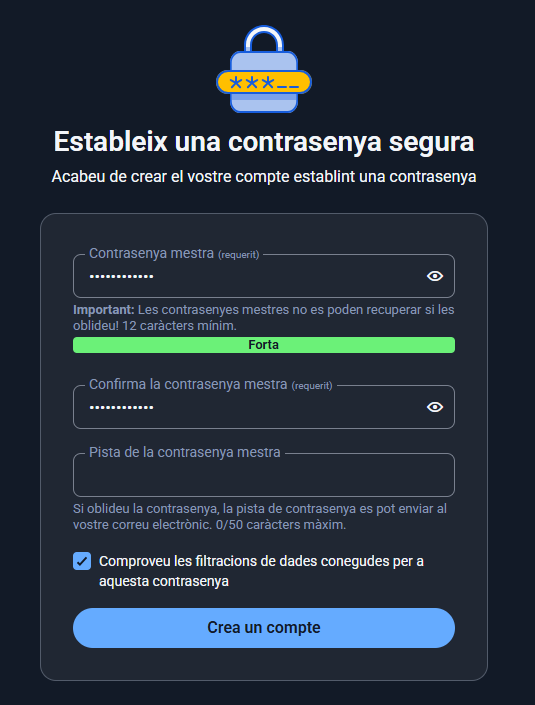 ***__
Estableix una contrasenya segura
Acabeu de crear el vostre compte establint una contrasenya
Contrasenya mestra (requerit)
••••••••••••
Important: Les contrasenyes mestres no es poden recuperar si les
oblideu! 12 caràcters mínim.
Forta
Confirma la contrasenya mestra (requerit)
••••••••••••
Pista de la contrasenya mestra
Si oblideu la contrasenya, la pista de contrasenya es pot enviar al
vostre correu electrònic. 0/50 caràcters màxim.
Comproveu les filtracions de dades conegudes per a
aquesta contrasenya
Crea un compte